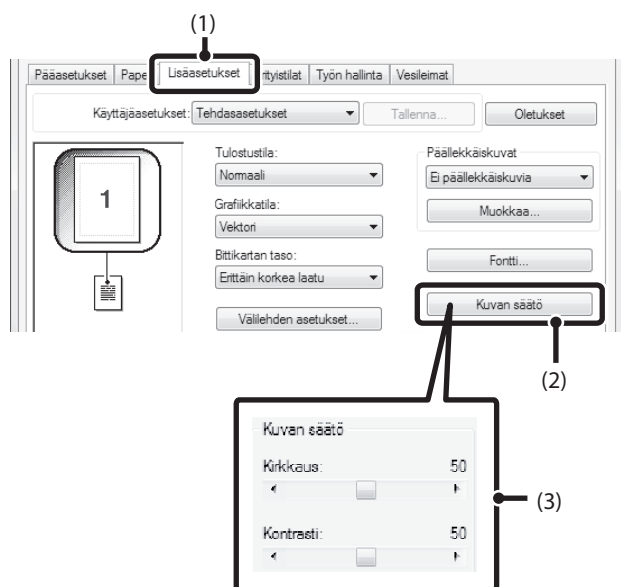 (1)
Pääasetukset Pape Lisäasetukset rityistilat Työn hallinta Vesileimat
Käyttäjäasetukset: Tehdasasetukset Tallenna... Oletukset
1
Tulostustila:
Normaali
Grafiikkatila:
Vektori
Bittikartan taso:
Erittäin korkea laatu
Välilehden asetukset...
Päällekkäiskuvat
Ei päällekkäiskuvia
Muokkaa...
Fontti...
Kuvan säätö
(2)
Kuvan säätö
Kirkkaus: 50
Kontrasti: 50
(3)